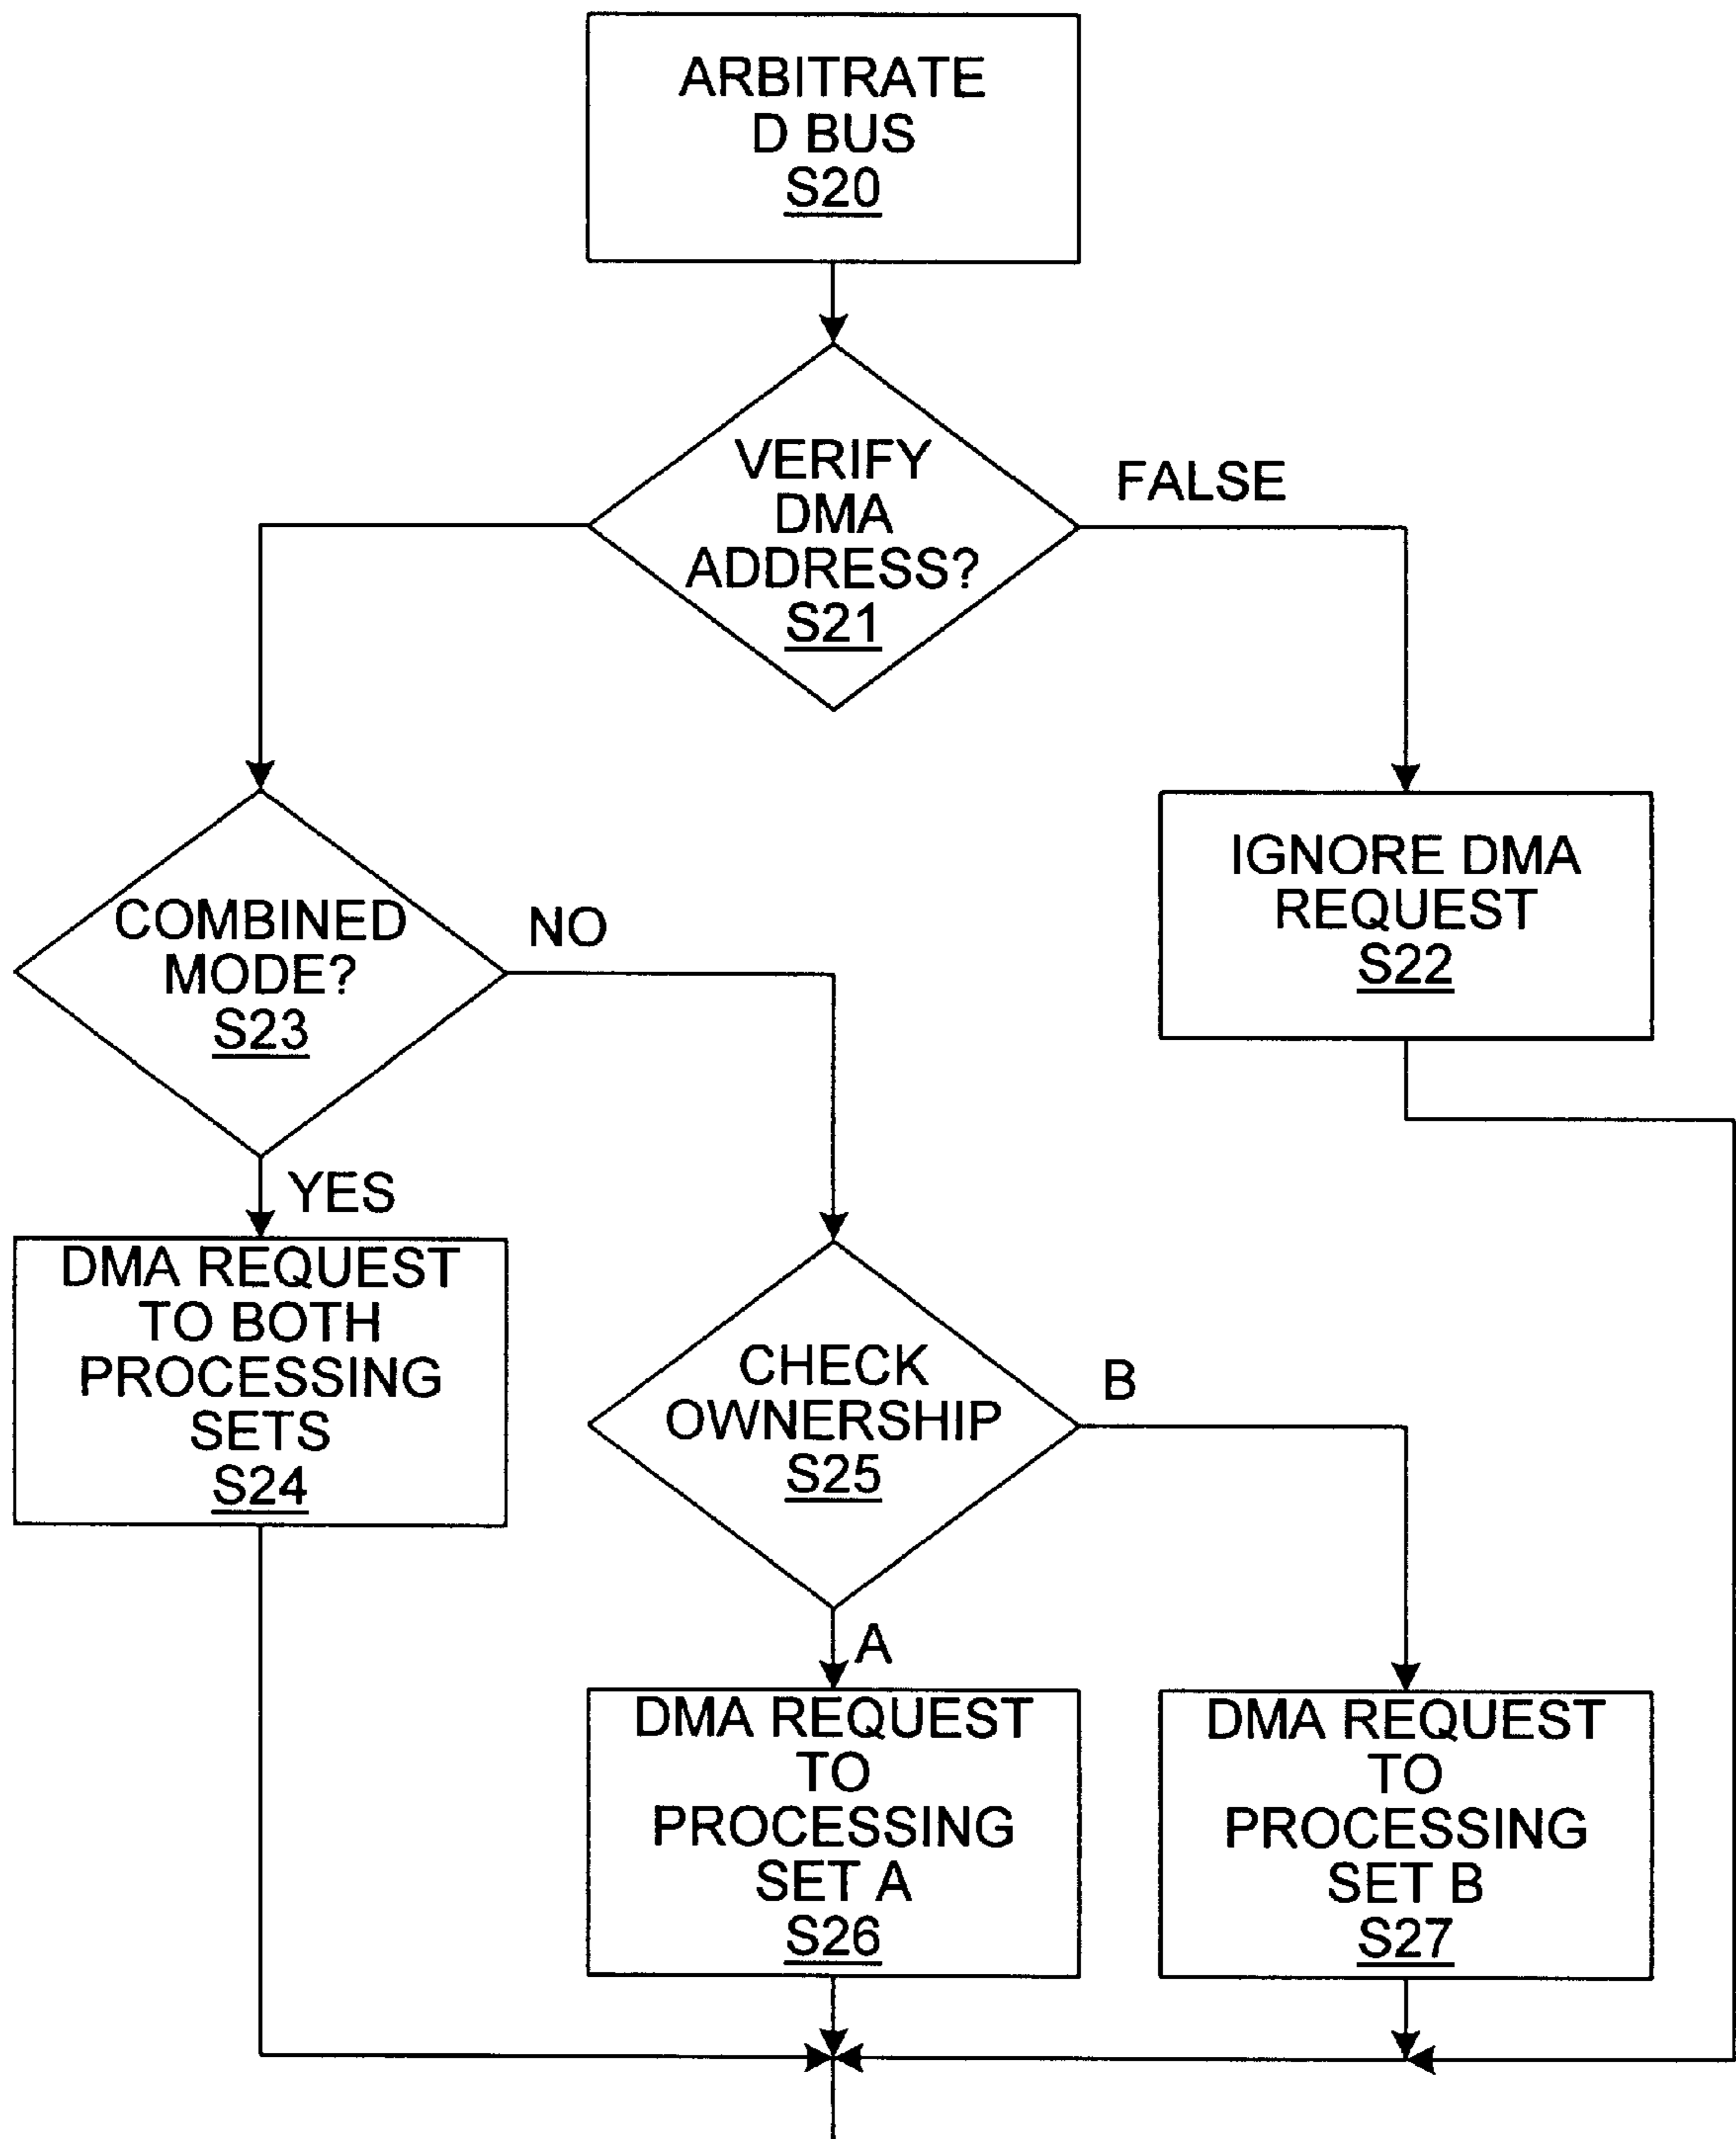 ARBITRATE
D BUS
S20
VERIFY
DMA
ADDRESS?
S21
FALSE
IGNORE DMA
REQUEST
S22
COMBINED
MODE?
S23
NO
YES
DMA REQUEST
TO BOTH
PROCESSING
SETS
S24
CHECK
OWNERSHIP
S25
B
A
DMA REQUEST
TO
PROCESSING
SET A
S26
DMA REQUEST
TO
PROCESSING
SET B
S27